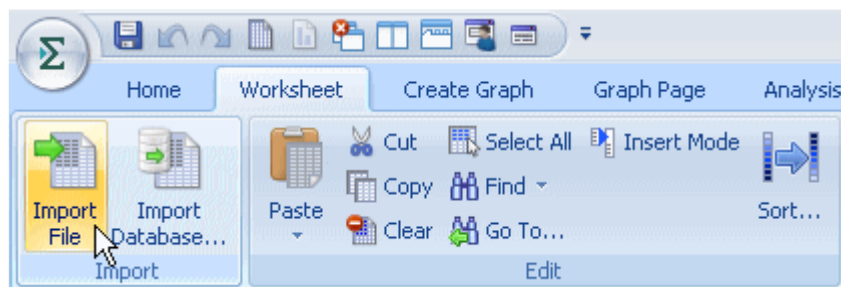 Σ
Home Worksheet Create Graph Graph Page Analysis
Import File
Import Database...
Import
Paste
Cut
Copy
Clear
Select All
Find
Go To...
Insert Mode
Edit
Sort...